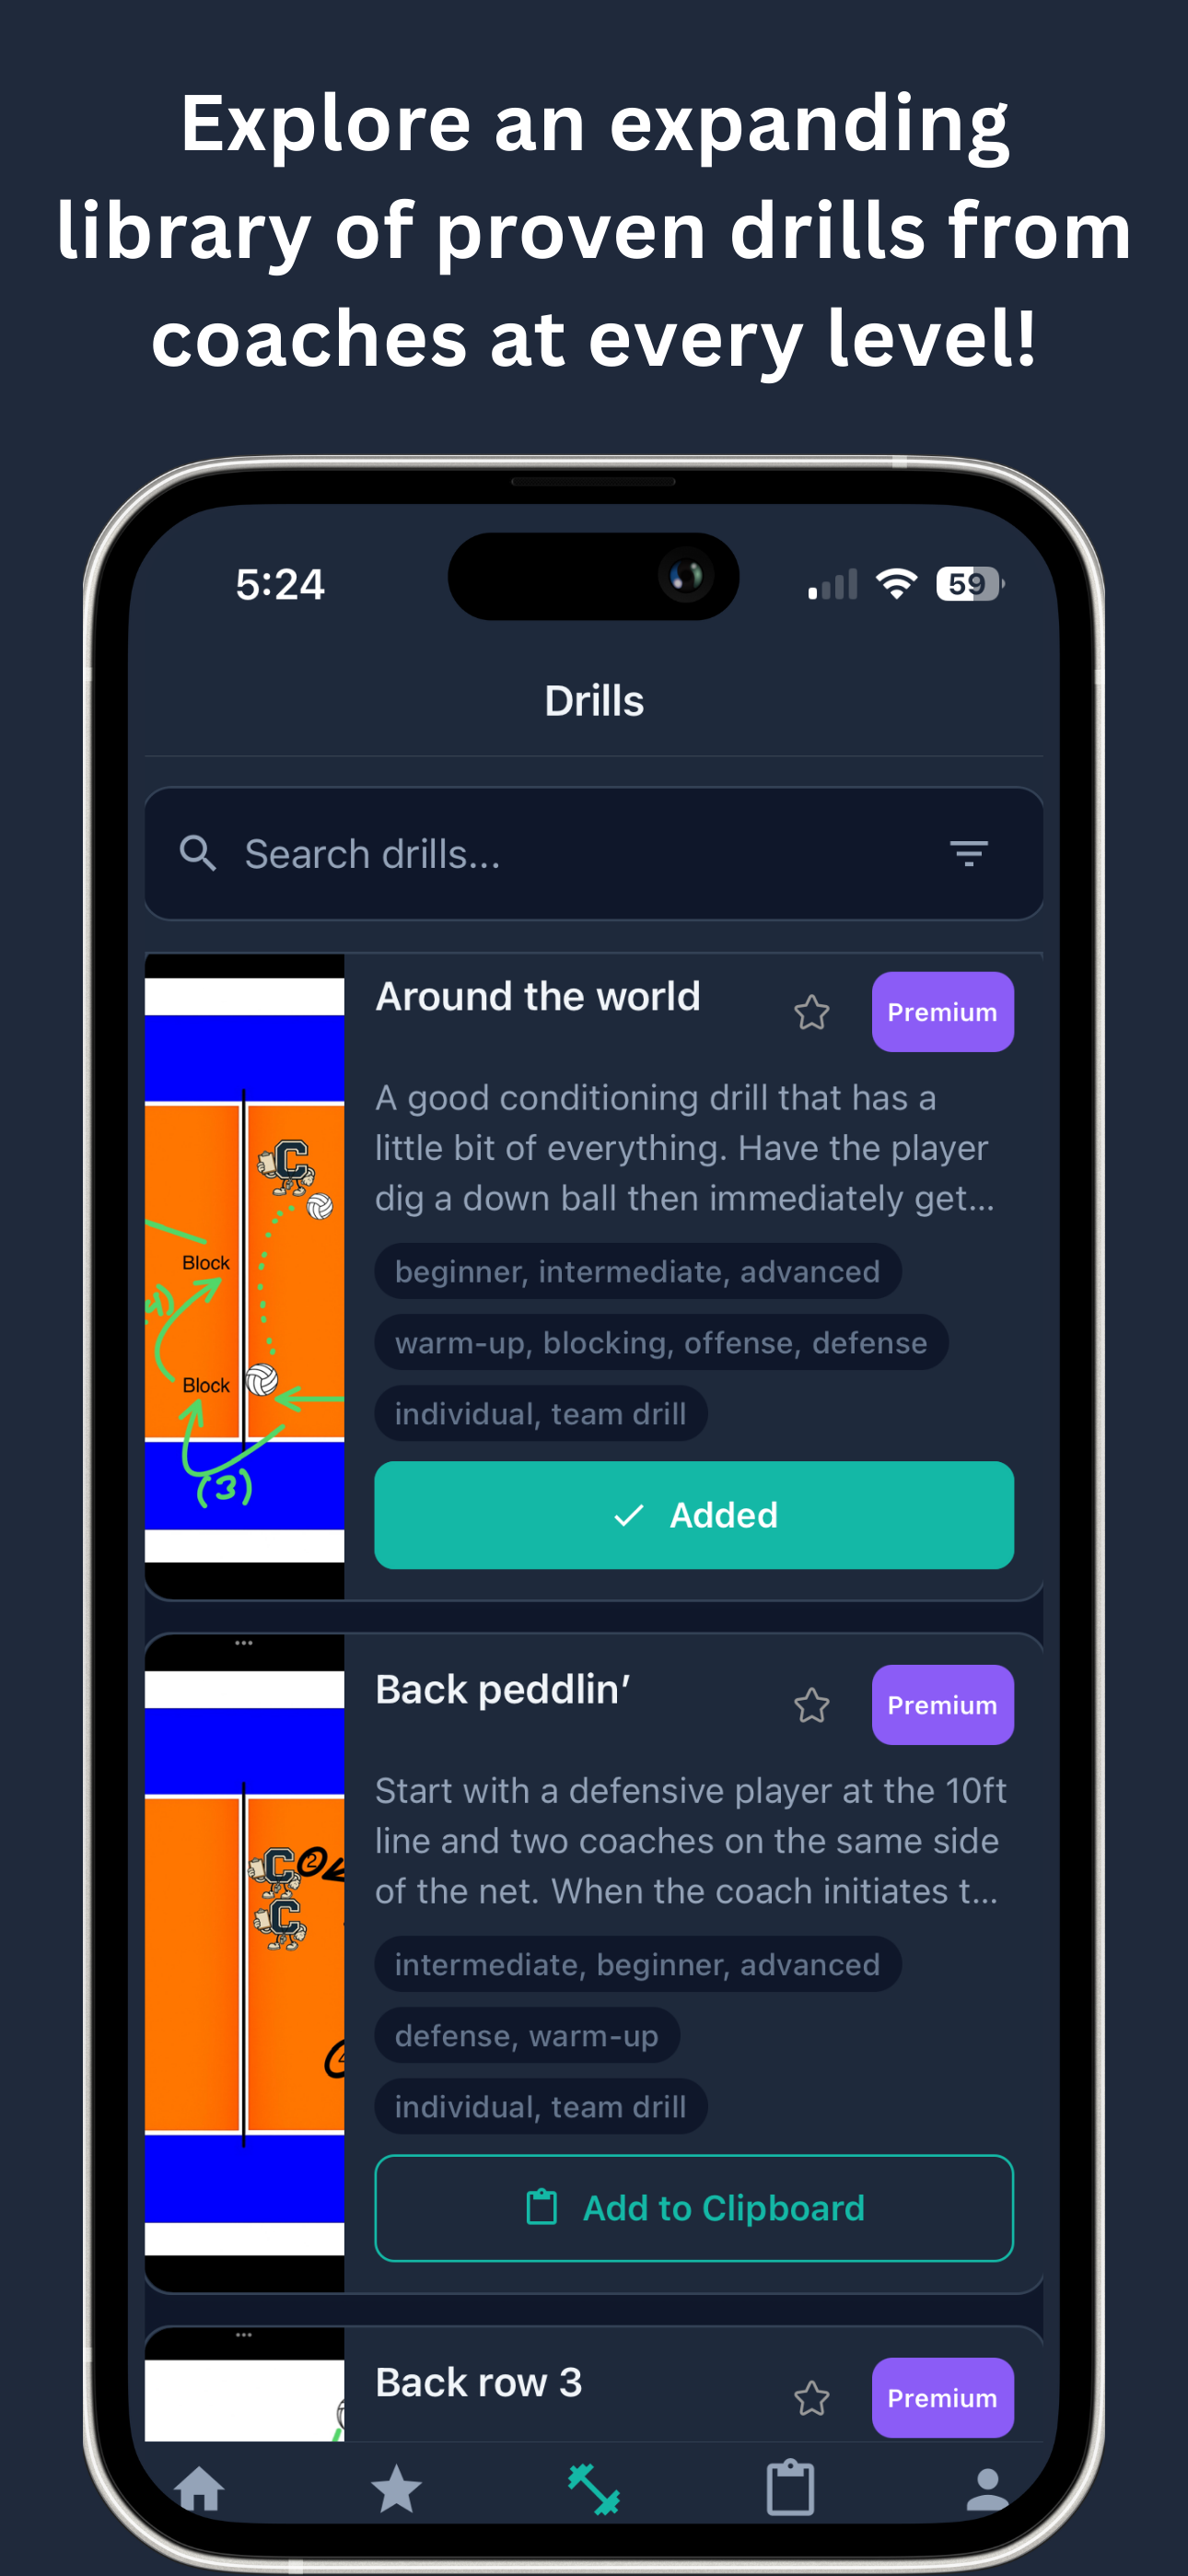 Explore an expanding
library of proven drills from
coaches at every level!
5:24
59
Drills
Search drills...
Around the world
Premium
A good conditioning drill that has a
little bit of everything. Have the player
dig a down ball then immediately get...
beginner, intermediate, advanced
warm-up, blocking, offense, defense
individual, team drill
Added
C
Block
(4)
Block
(3)
Back peddlin’
Premium
Start with a defensive player at the 10ft
line and two coaches on the same side
of the net. When the coach initiates t...
intermediate, beginner, advanced
defense, warm-up
individual, team drill
Add to Clipboard
C
2
C
Back row 3
Premium